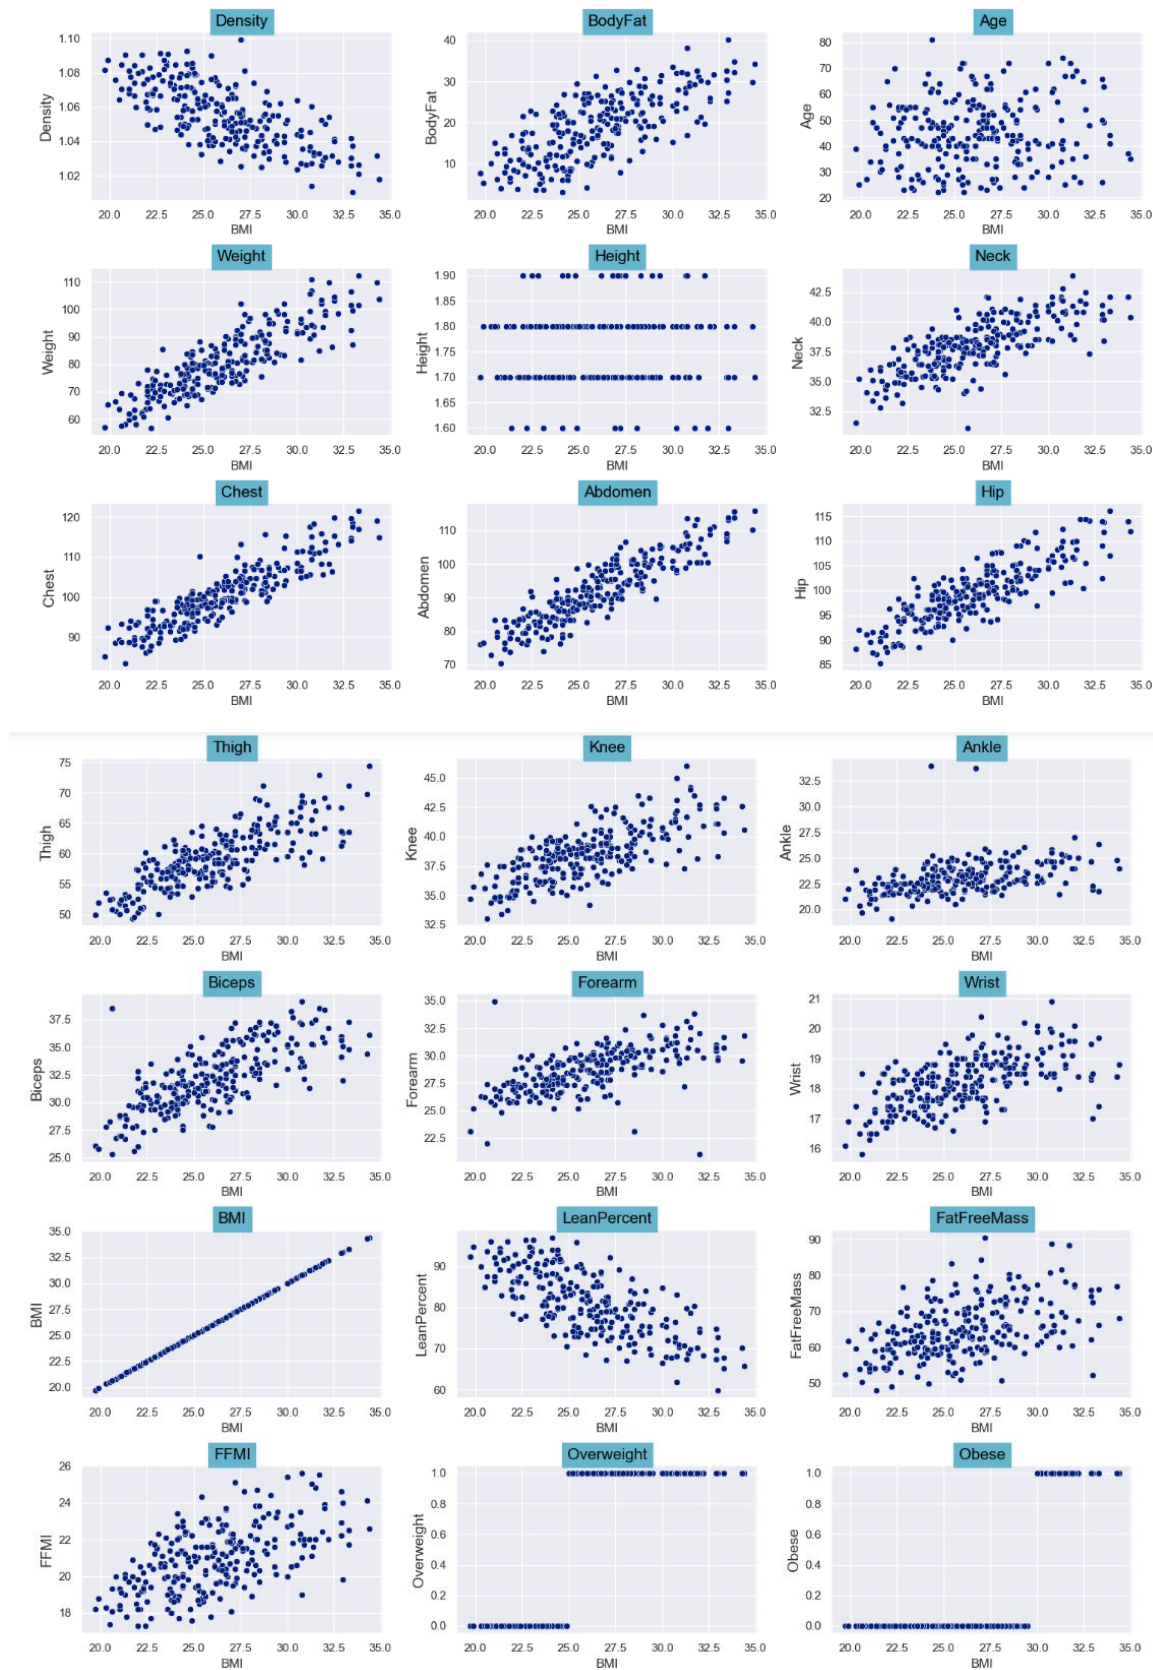 Density BodyFat Age
1.10 40 80
1.08 30 70
1.06 20 60
1.04 10 50
1.02 40
30
20
Density BodyFat Age
20.0 22.5 25.0 27.5 30.0 32.5 35.0 20.0 22.5 25.0 27.5 30.0 32.5 35.0 20.0 22.5 25.0 27.5 30.0 32.5 35.0
BMI BMI BMI
Weight Height Neck
110 1.90 42.5
100 1.85 40.0
90 1.80 37.5
80 1.75 35.0
70 1.70 32.5
60 1.65
1.60
Weight Height Neck
20.0 22.5 25.0 27.5 30.0 32.5 35.0 20.0 22.5 25.0 27.5 30.0 32.5 35.0 20.0 22.5 25.0 27.5 30.0 32.5 35.0
BMI BMI BMI
Chest Abdomen Hip
120 110 115
110 100 110
100 90 105
90 80 100
70 95
90
85
Chest Abdomen Hip
20.0 22.5 25.0 27.5 30.0 32.5 35.0 20.0 22.5 25.0 27.5 30.0 32.5 35.0 20.0 22.5 25.0 27.5 30.0 32.5 35.0
BMI BMI BMI
Thigh Knee Ankle
75 45.0 32.5
70 42.5 30.0
65 40.0 27.5
60 37.5 25.0
55 35.0 22.5
50 32.5 20.0
Thigh Knee Ankle
20.0 22.5 25.0 27.5 30.0 32.5 35.0 20.0 22.5 25.0 27.5 30.0 32.5 35.0 20.0 22.5 25.0 27.5 30.0 32.5 35.0
BMI BMI BMI
Biceps Forearm Wrist
37.5 35.0 21
35.0 32.5 20
32.5 30.0 19
30.0 27.5 18
27.5 25.0 17
25.0 22.5 16
Biceps Forearm Wrist
20.0 22.5 25.0 27.5 30.0 32.5 35.0 20.0 22.5 25.0 27.5 30.0 32.5 35.0 20.0 22.5 25.0 27.5 30.0 32.5 35.0
BMI BMI BMI
BMI LeanPercent FatFreeMass
35.0 90 90
32.5 80 80
30.0 70 70
27.5 60 60
25.0 50
22.5
20.0
BMI LeanPercent FatFreeMass
20.0 22.5 25.0 27.5 30.0 32.5 35.0 20.0 22.5 25.0 27.5 30.0 32.5 35.0 20.0 22.5 25.0 27.5 30.0 32.5 35.0
BMI BMI BMI
FFMI Overweight Obese
26 1.0 1.0
24 0.8 0.8
22 0.6 0.6
20 0.4 0.4
18 0.2 0.2
0.0 0.0
FFMI Overweight Obese
20.0 22.5 25.0 27.5 30.0 32.5 35.0 20.0 22.5 25.0 27.5 30.0 32.5 35.0 20.0 22.5 25.0 27.5 30.0 32.5 35.0
BMI BMI BMI